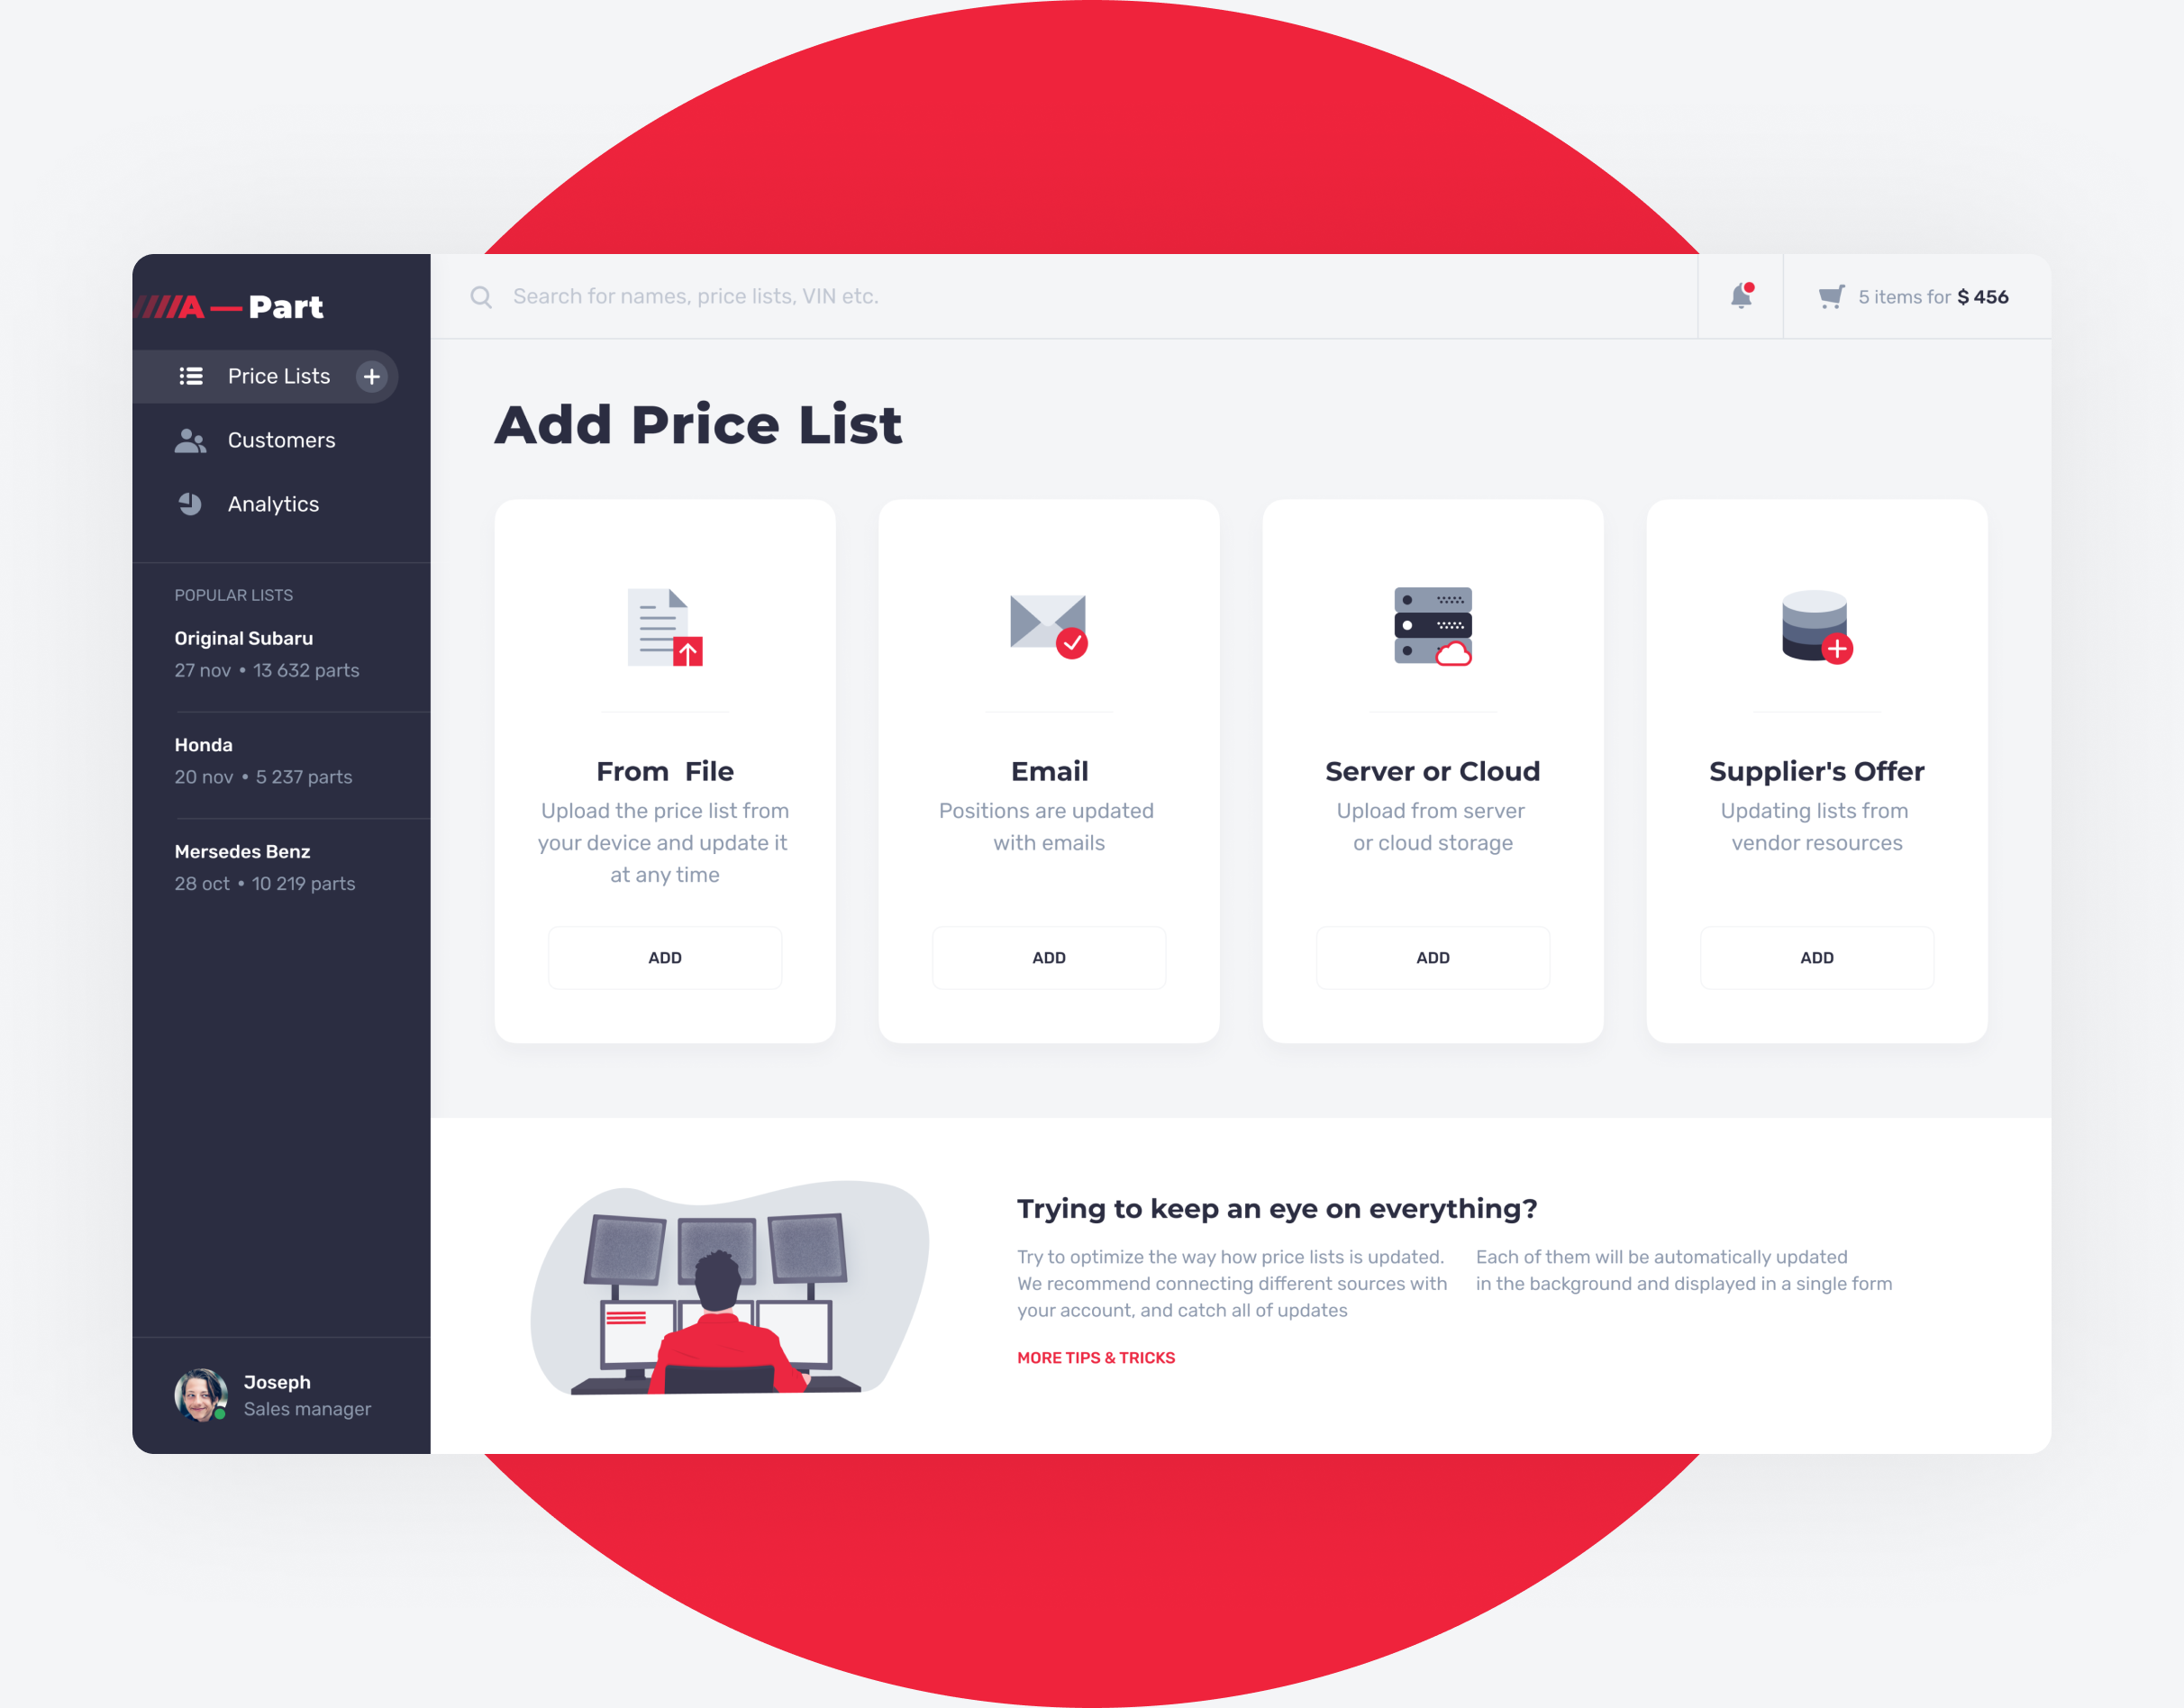 A — Part
Search for names, price lists, VIN etc.
5 items for $ 456
Price Lists
Customers
Analytics
POPULAR LISTS
Original Subaru
27 nov • 13 632 parts
Honda
20 nov • 5 237 parts
Mersedes Benz
28 oct • 10 219 parts
Joseph
Sales manager
Add Price List
From File
Upload the price list from
your device and update it
at any time
ADD
Email
Positions are updated
with emails
ADD
Server or Cloud
Upload from server
or cloud storage
ADD
Supplier's Offer
Updating lists from
vendor resources
ADD
Trying to keep an eye on everything?
Try to optimize the way how price lists is updated.
We recommend connecting different sources with
your account, and catch all of updates
Each of them will be automatically updated
in the background and displayed in a single form
MORE TIPS & TRICKS